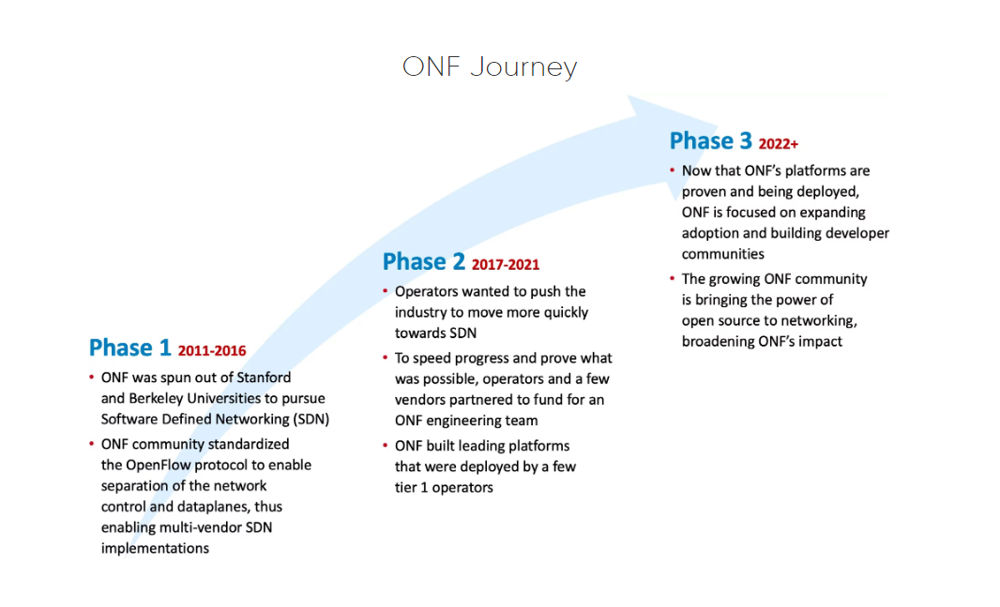 ONF Journey
Phase 1 2011-2016
• ONF was spun out of Stanford
and Berkeley Universities to pursue
Software Defined Networking (SDN)
• ONF community standardized
the OpenFlow protocol to enable
separation of the network
control and dataplanes, thus
enabling multi-vendor SDN
implementations
Phase 2 2017-2021
• Operators wanted to push the
industry to move more quickly
towards SDN
• To speed progress and prove what
was possible, operators and a few
vendors partnered to fund for an
ONF engineering team
• ONF built leading platforms
that were deployed by a few
tier 1 operators
Phase 3 2022+
• Now that ONF’s platforms are
proven and being deployed,
ONF is focused on expanding
adoption and building developer
communities
• The growing ONF community
is bringing the power of
open source to networking,
broadening ONF’s impact